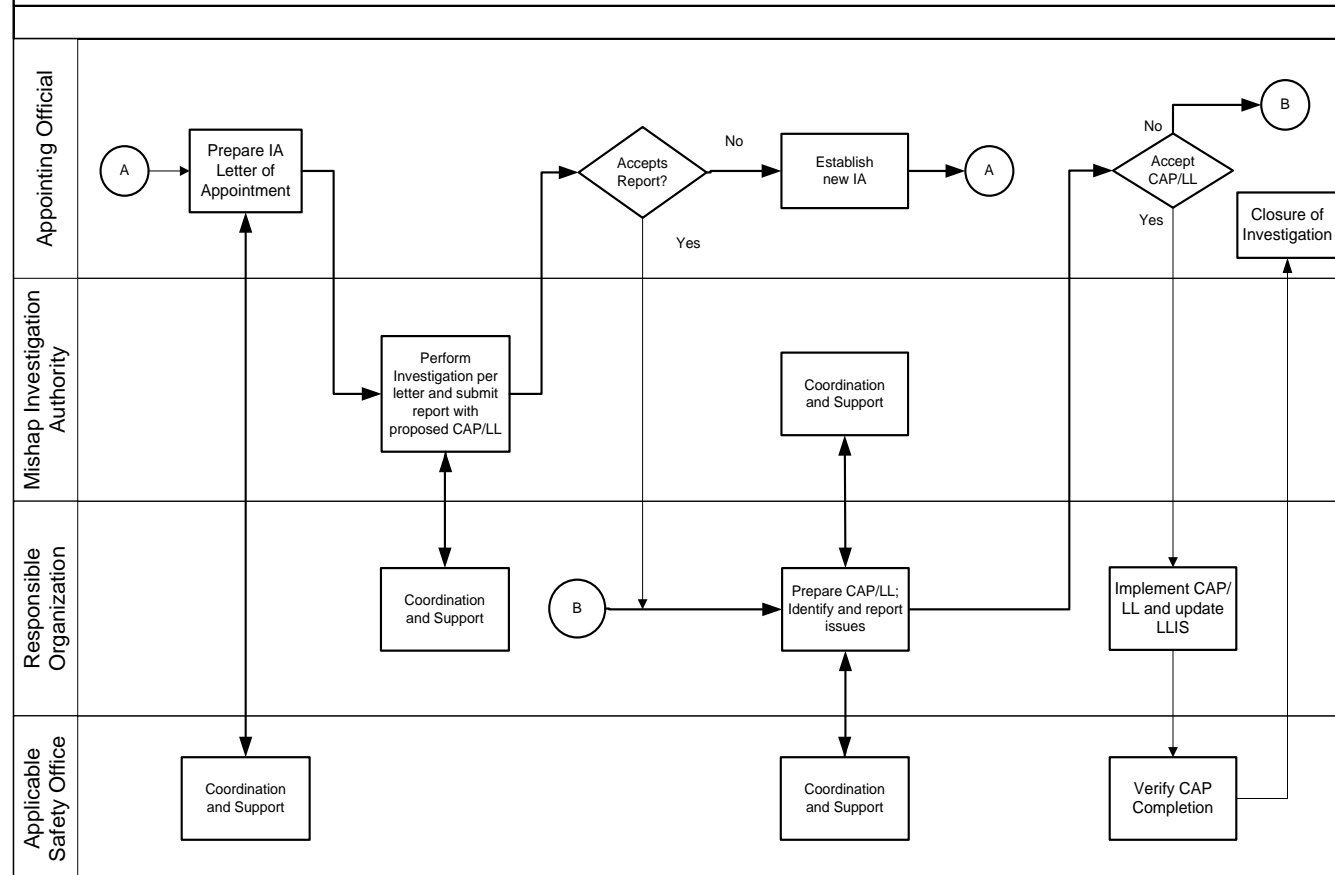 Appointing Official
A
Prepare IA
Letter of
Appointment
Accepts
Report?
No
Yes
Establish
new IA
A
No
Accept
CAP/LL
Yes
B
Closure of
Investigation
Mishap Investigation
Authority
Perform
Investigation per
letter and submit
report with
proposed CAP/LL
Coordination
and Support
Responsible
Organization
Coordination
and Support
B
Prepare CAP/LL;
Identify and report
issues
Implement CAP/
LL and update
LLIS
Applicable
Safety Office
Coordination
and Support
Coordination
and Support
Verify CAP
Completion